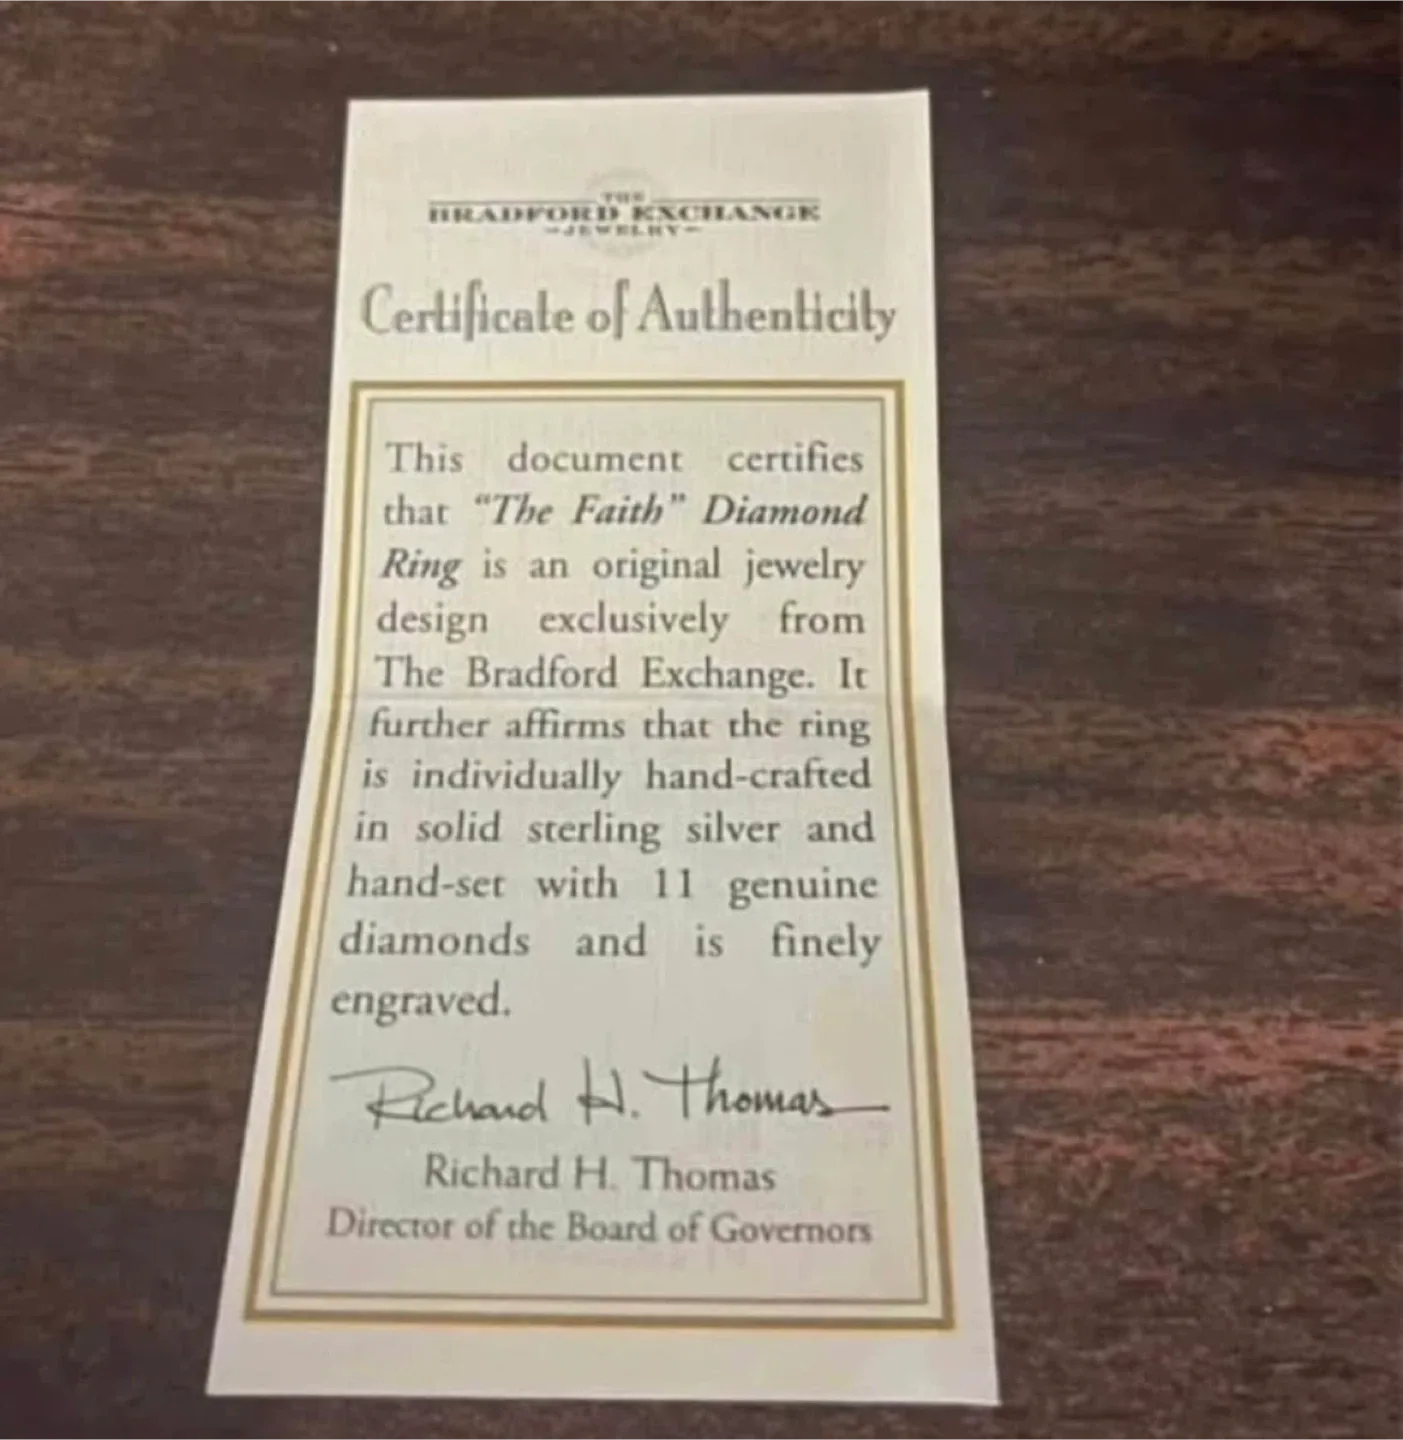 THE
BRADFORD EXCHANGE
JEWELRY
Certificate of Authenticity
This document certifies
that “The Faith” Diamond
Ring is an original jewelry
design exclusively from
The Bradford Exchange. It
further affirms that the ring
is individually hand-crafted
in solid sterling silver and
hand-set with 11 genuine
diamonds and is finely
engraved.
Richard H. Thomas
Richard H. Thomas
Director of the Board of Governors